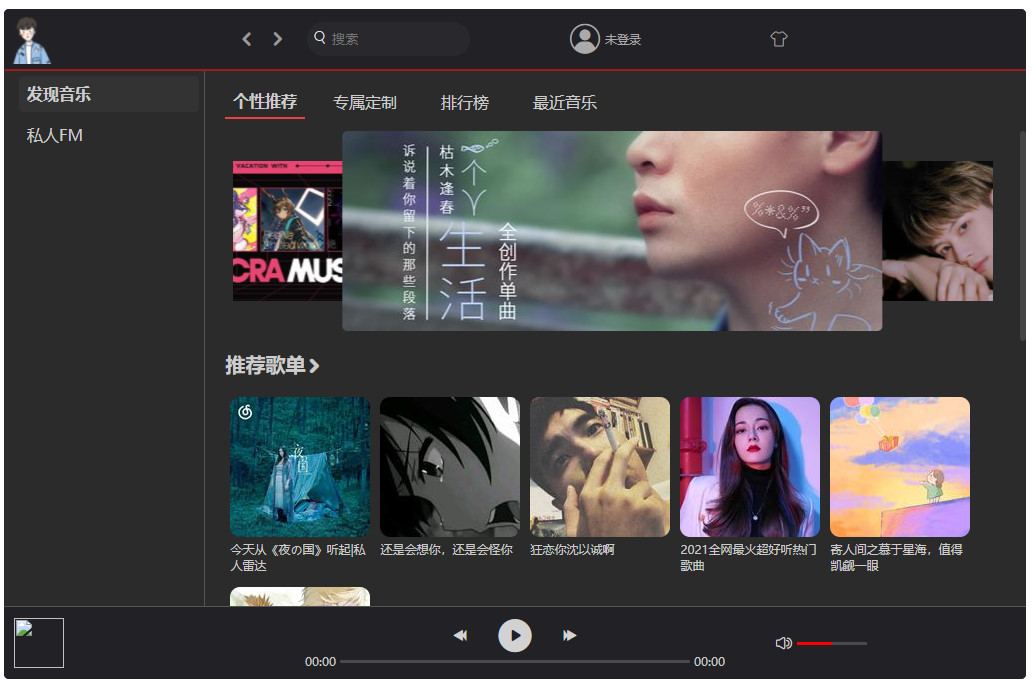 搜索
未登录
发现音乐
私人FM
个性推荐
专属定制
排行榜
最近音乐
VACATION WITH
CRA MUS
一个人
生活
枯木逢春
诉说着你留下的那些段落
全创作单曲
%*&%"
推荐歌单
夜の国
今天从《夜の国》听起|私
人雷达
还是会想你，还是会怪你
狂恋你沈以诚啊
2021全网最火超好听热门
歌曲
寄人间之暮于星海，值得
凯觎一眼
00:00
00:00